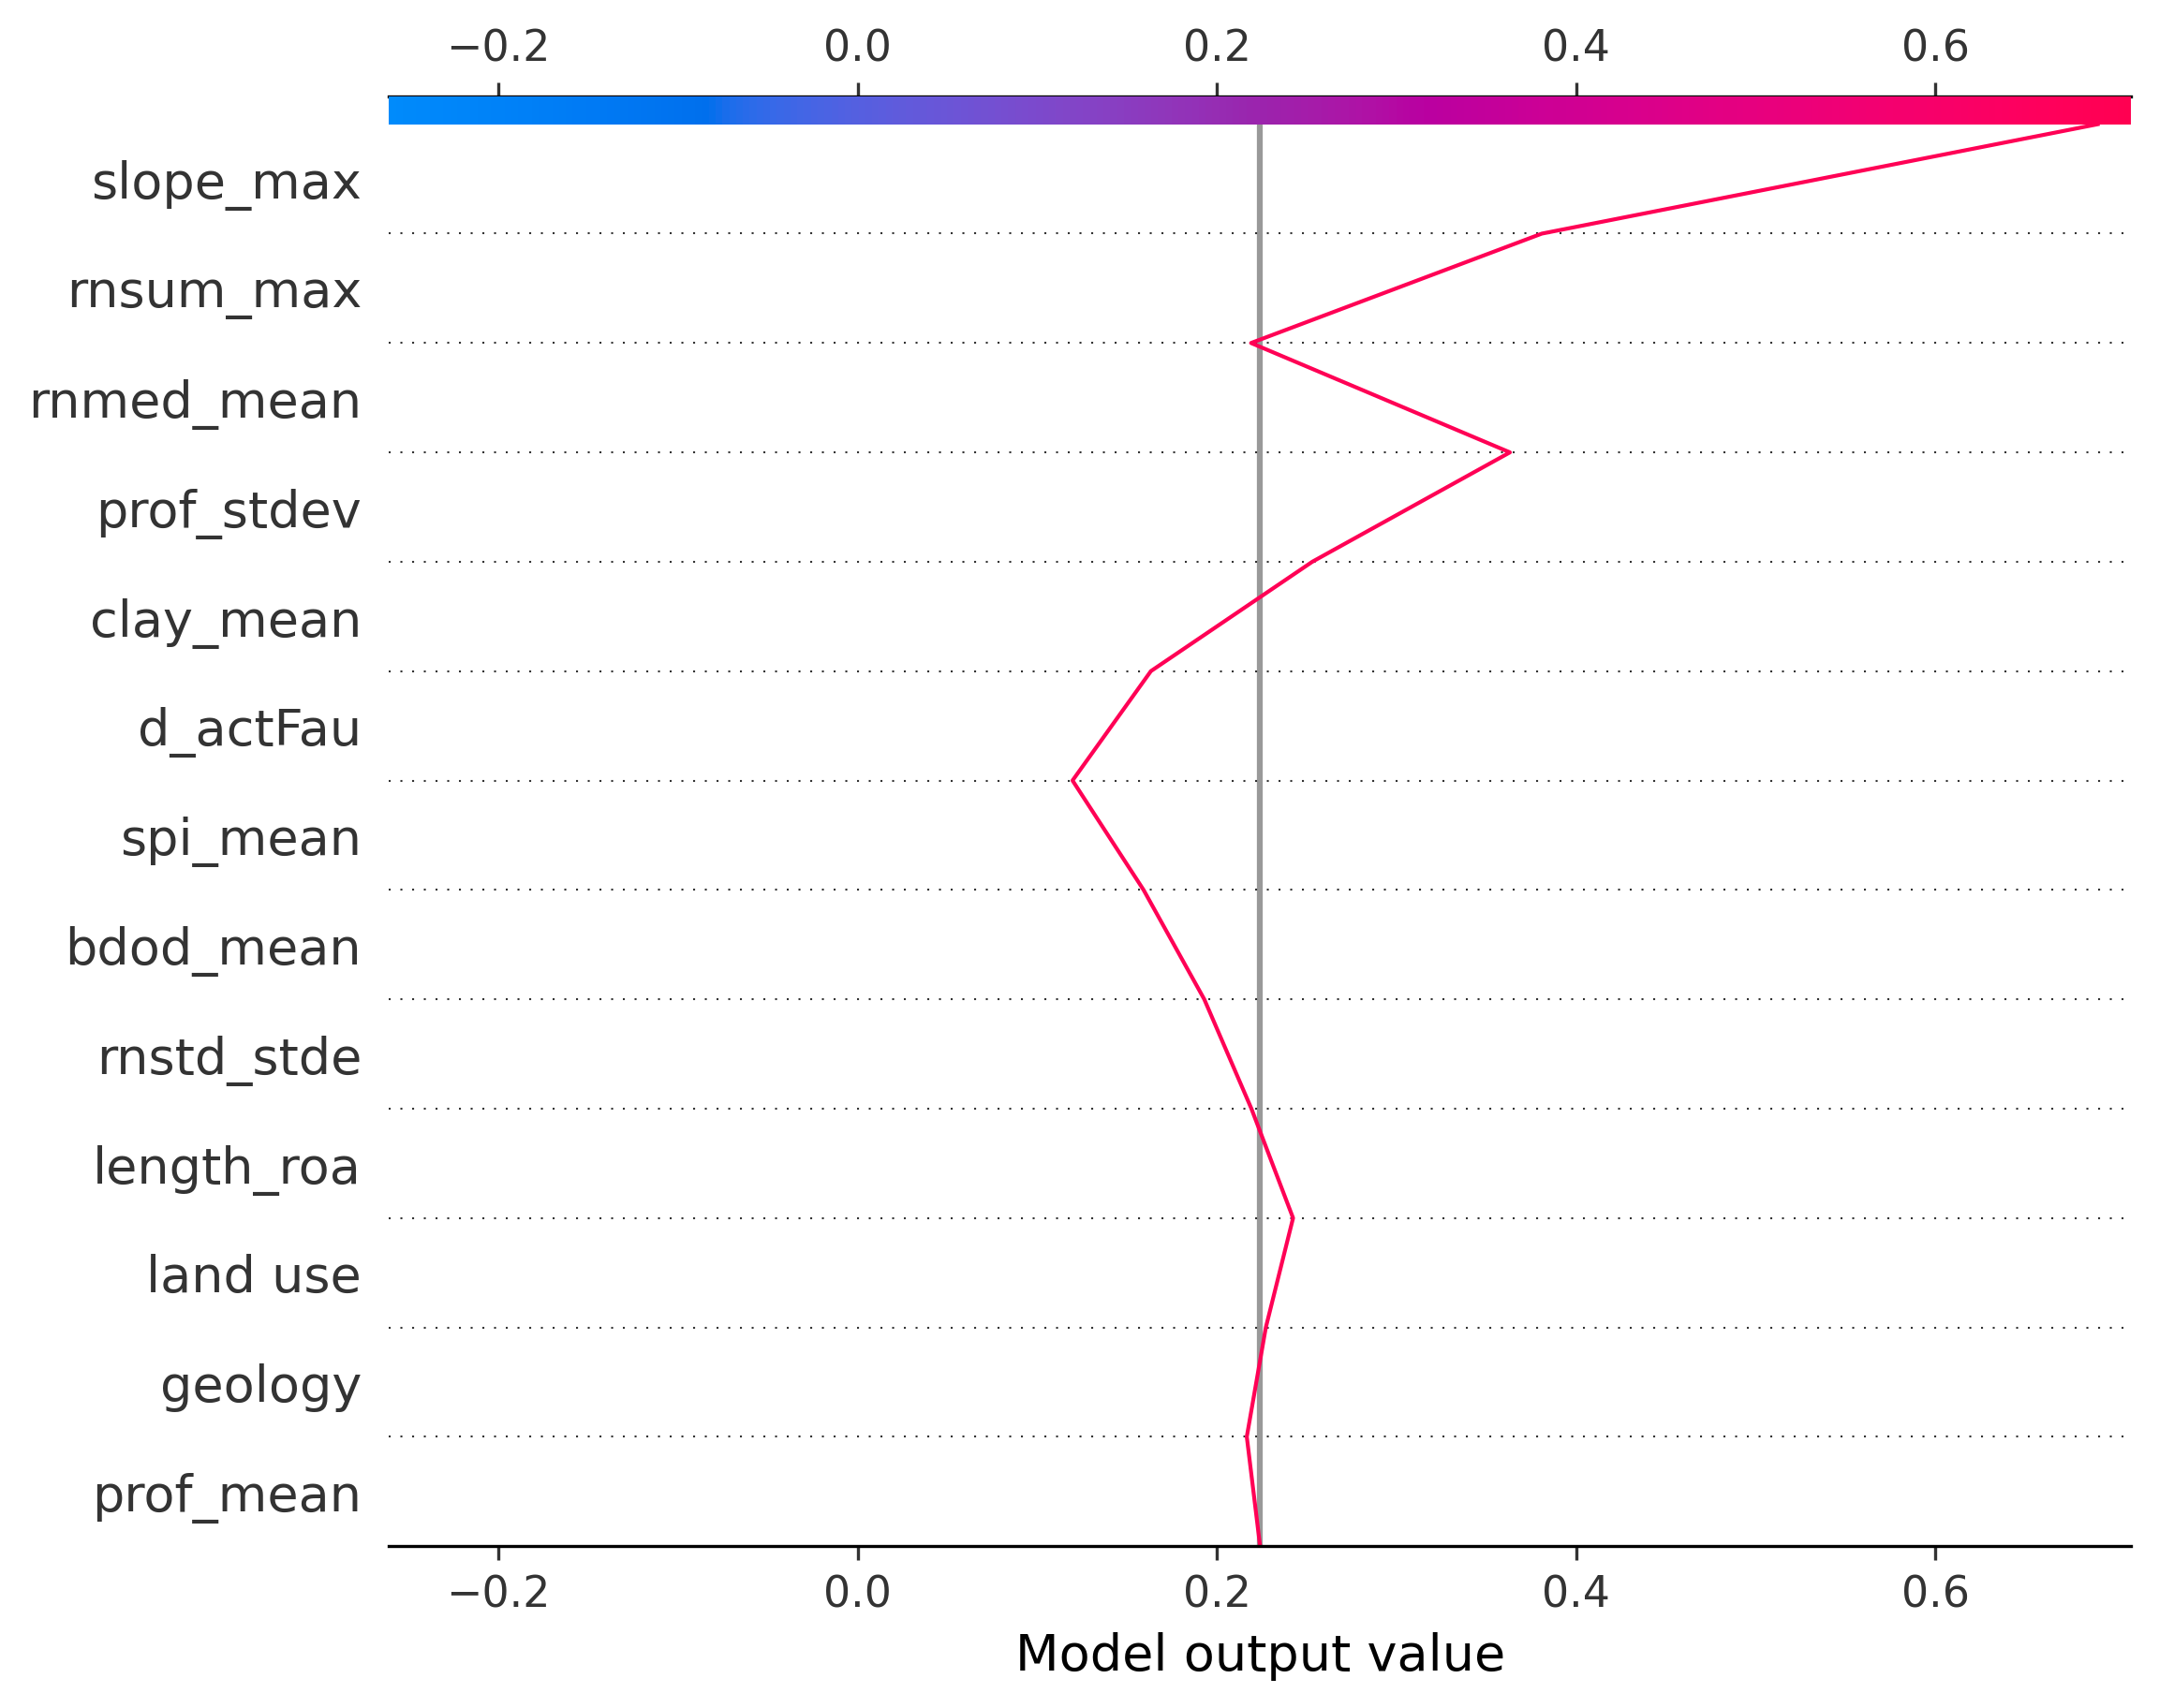 −0.2 0.0 0.2 0.4 0.6
slope_max
rnsum_max
rnmed_mean
prof_stdev
clay_mean
d_actFau
spi_mean
bdod_mean
rnstd_stde
length_roa
land use
geology
prof_mean
−0.2 0.0 0.2 0.4 0.6
Model output value